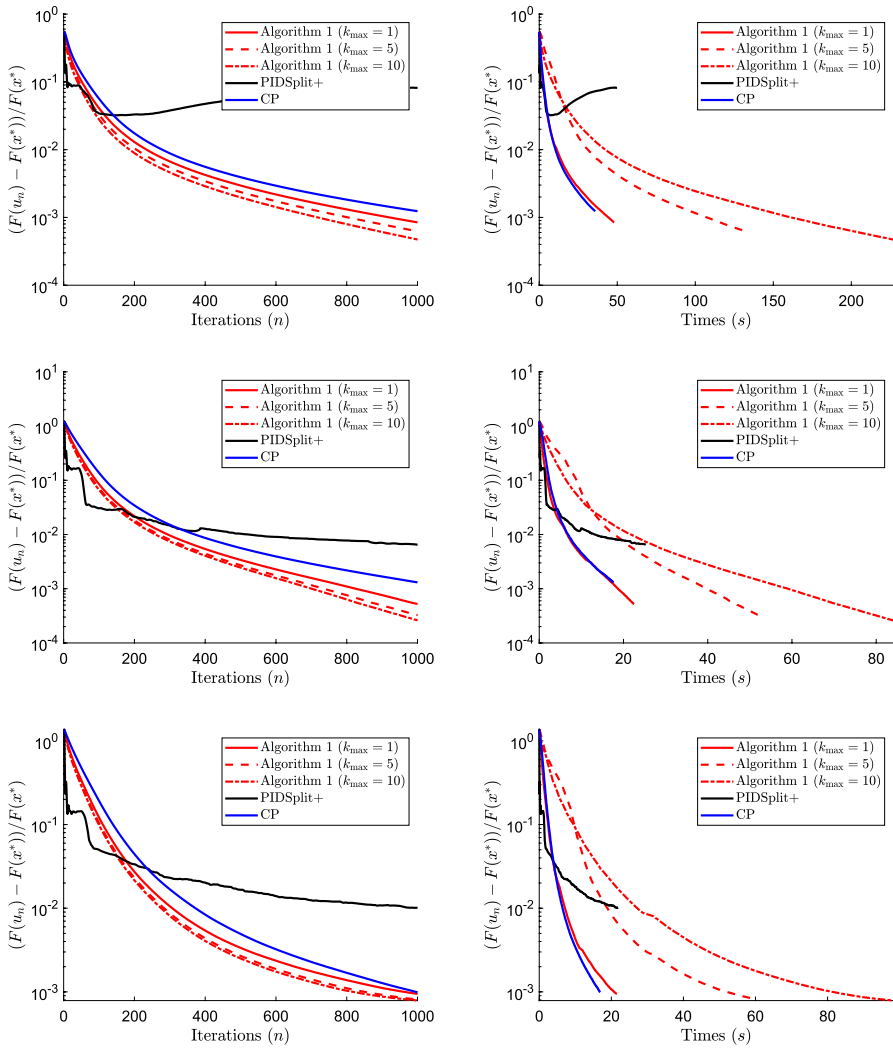 10^0
10^-1
10^-2
10^-3
10^-4
(F(u_n) − F(x*))/F(x*)
0 200 400 600 800 1000
Iterations (n)
Algorithm 1 (k_max = 1)
Algorithm 1 (k_max = 5)
Algorithm 1 (k_max = 10)
PIDSplit+
CP
10^0
10^-1
10^-2
10^-3
10^-4
(F(u_n) − F(x*))/F(x*)
0 50 100 150 200
Times (s)
Algorithm 1 (k_max = 1)
Algorithm 1 (k_max = 5)
Algorithm 1 (k_max = 10)
PIDSplit+
CP
10^1
10^0
10^-1
10^-2
10^-3
10^-4
(F(u_n) − F(x*))/F(x*)
0 200 400 600 800 1000
Iterations (n)
Algorithm 1 (k_max = 1)
Algorithm 1 (k_max = 5)
Algorithm 1 (k_max = 10)
PIDSplit+
CP
10^1
10^0
10^-1
10^-2
10^-3
10^-4
(F(u_n) − F(x*))/F(x*)
0 20 40 60 80
Times (s)
Algorithm 1 (k_max = 1)
Algorithm 1 (k_max = 5)
Algorithm 1 (k_max = 10)
PIDSplit+
CP
10^0
10^-1
10^-2
10^-3
(F(u_n) − F(x*))/F(x*)
0 200 400 600 800 1000
Iterations (n)
Algorithm 1 (k_max = 1)
Algorithm 1 (k_max = 5)
Algorithm 1 (k_max = 10)
PIDSplit+
CP
10^0
10^-1
10^-2
10^-3
(F(u_n) − F(x*))/F(x*)
0 20 40 60 80
Times (s)
Algorithm 1 (k_max = 1)
Algorithm 1 (k_max = 5)
Algorithm 1 (k_max = 10)
PIDSplit+
CP